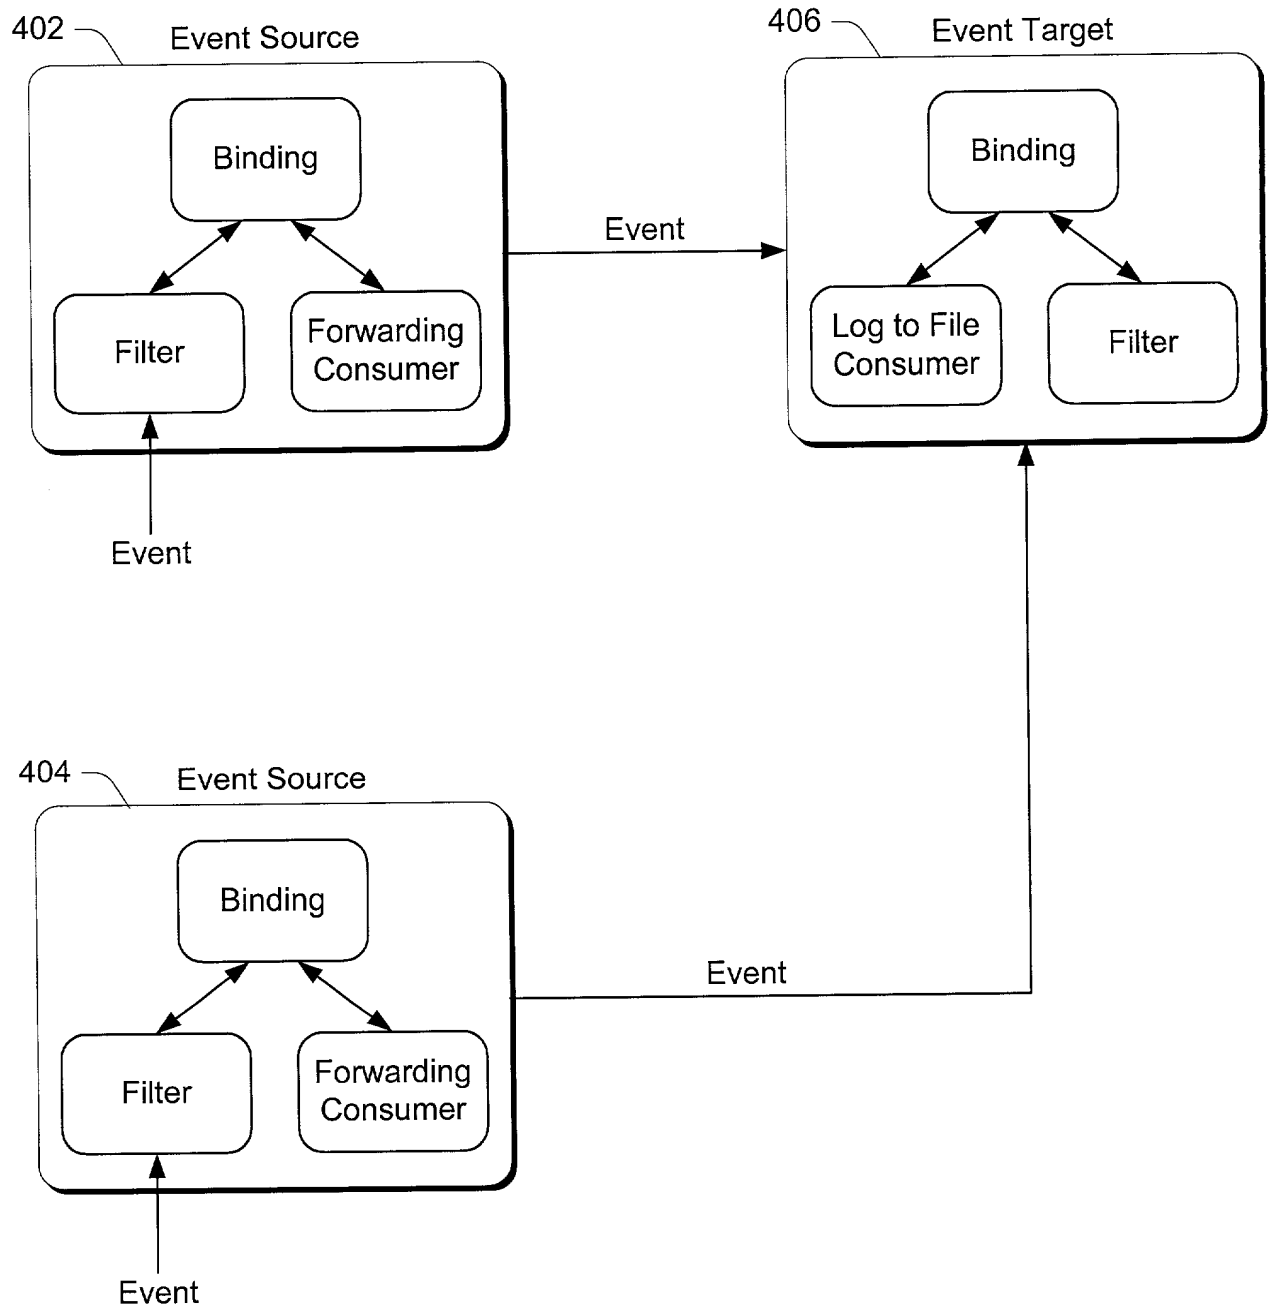 402
Event Source
406
Event Target
Binding
Binding
Event
Filter
Forwarding
Consumer
Log to File
Consumer
Filter
Event
404
Event Source
Binding
Event
Filter
Forwarding
Consumer
Event